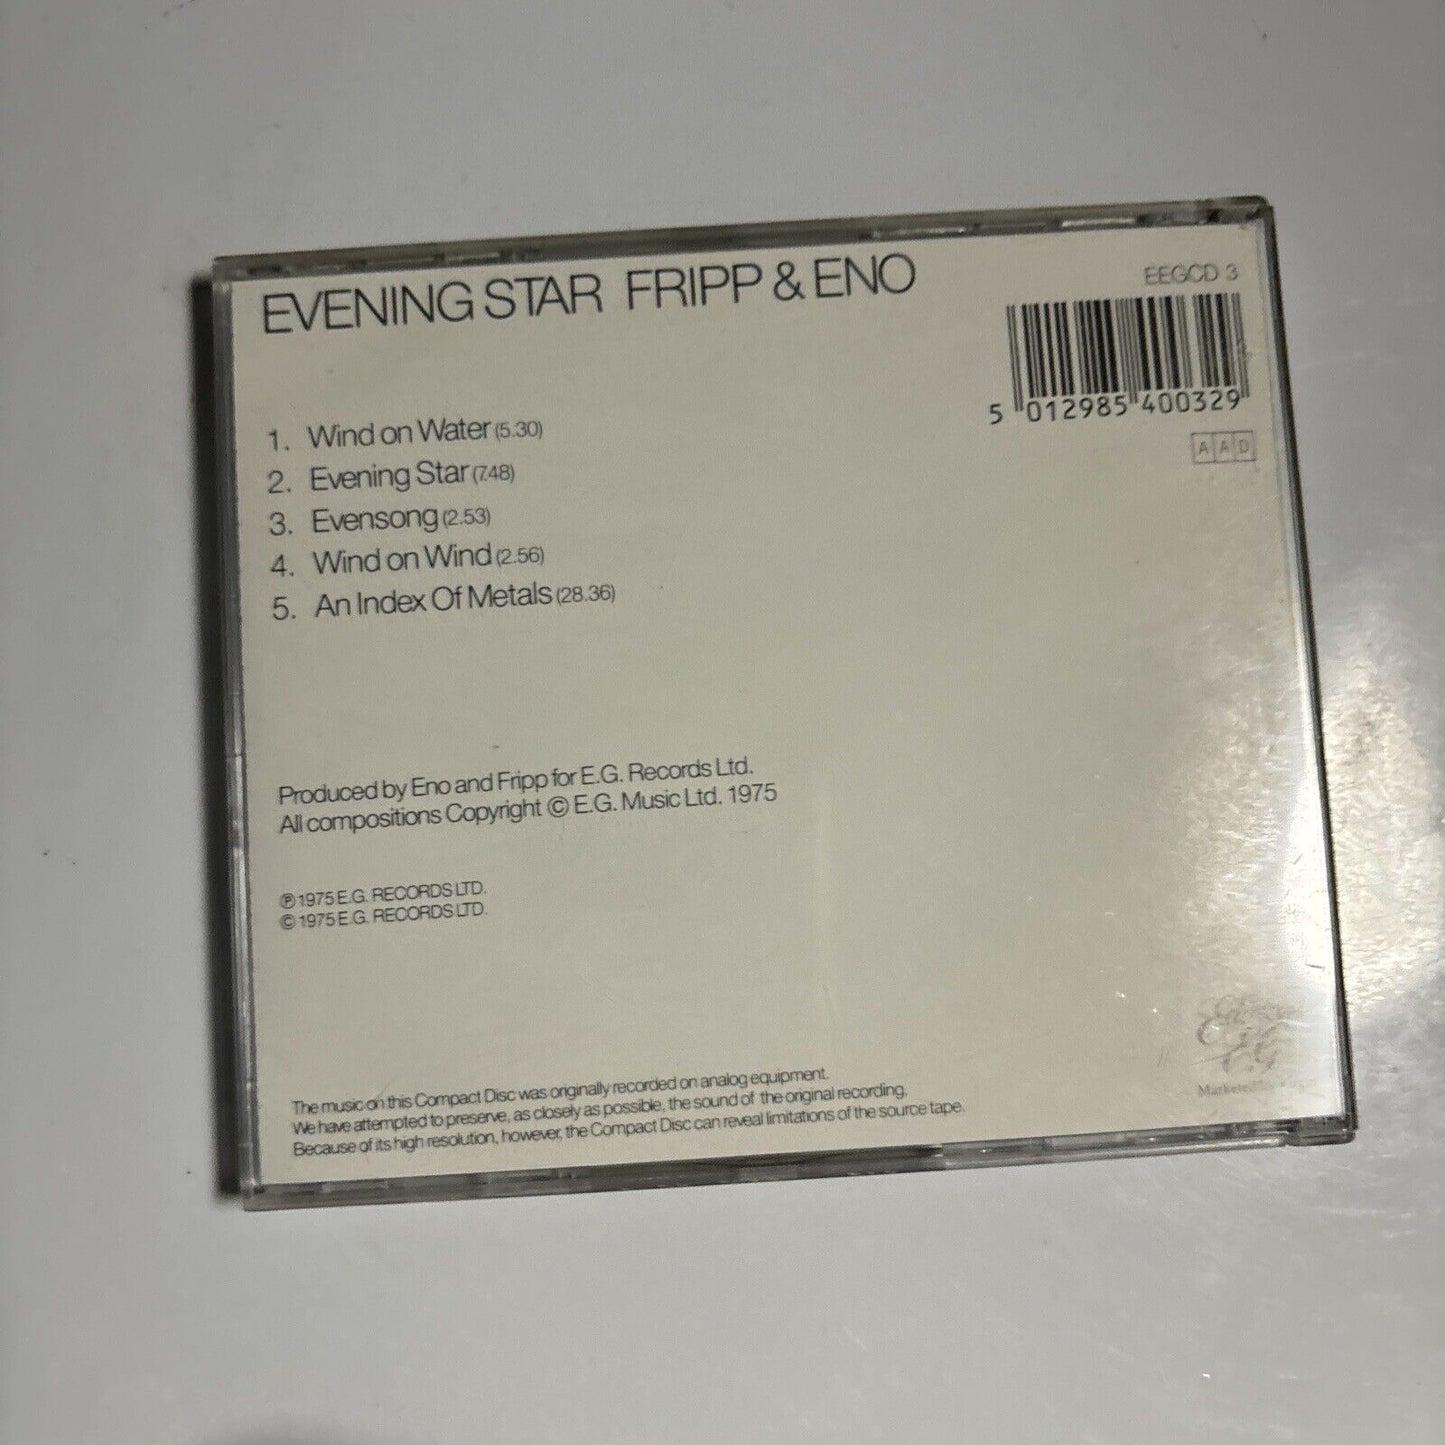 EVENING STAR FRIPP & ENO
EEGCD 3
5 012985 400329
AAD
1. Wind on Water (5.30)
2. Evening Star (7.48)
3. Evensong (2.53)
4. Wind on Wind (2.56)
5. An Index Of Metals (28.36)
Produced by Eno and Fripp for E.G. Records Ltd.
All compositions Copyright © E.G. Music Ltd. 1975
℗ 1975 E.G. RECORDS LTD.
© 1975 E.G. RECORDS LTD.
The music on this Compact Disc was originally recorded on analog equipment.
We have attempted to preserve, as closely as possible, the sound of the original recording.
Because of its high resolution, however, the Compact Disc can reveal limitations of the source tape.